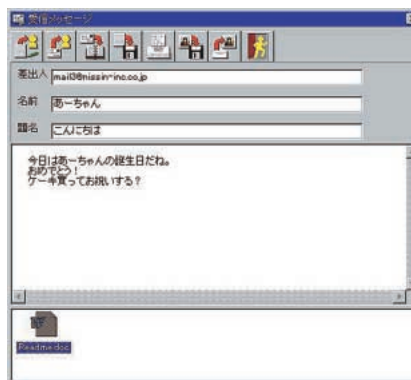 受信メッセージ
差出人 mail3@nissin-inc.co.jp
名前 あーちゃん
題名 こんにちは
今日はあーちゃんの誕生日だね。
おめでとう！
ケーキ買ってお祝いする？
Readme.doc